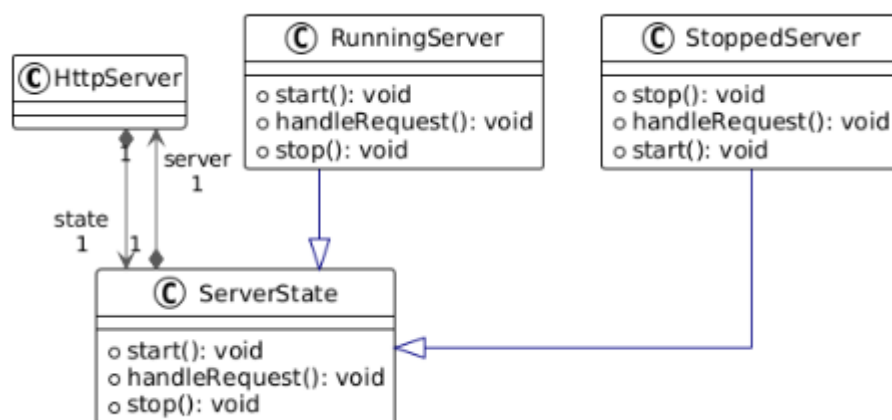 C RunningServer
start(): void
handleRequest(): void
stop(): void
C StoppedServer
stop(): void
handleRequest(): void
start(): void
C HttpServer
1
server
1
state
1
1
C ServerState
start(): void
handleRequest(): void
stop(): void